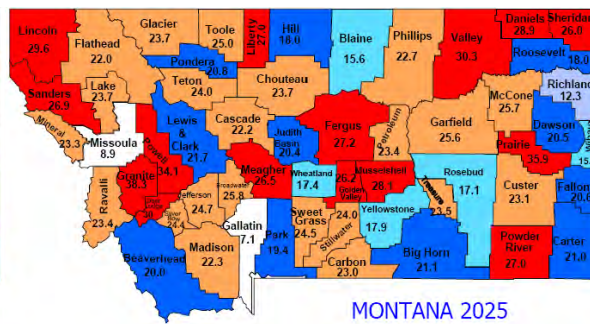 Lincoln
29.6
Flathead
22.0
Glacier
23.7
Toole
25.0
Liberty
27.0
Hill
18.0
Blaine
15.6
Phillips
22.7
Valley
30.3
Daniels
28.9
Sheridan
26.0
Roosevelt
18.0
Richland
12.3
Pondera
20.8
Teton
24.0
Chouteau
23.7
Lake
23.7
Sanders
26.9
Mineral
23.3
Missoula
8.9
Powell
34.1
Lewis
&
Clark
21.7
Cascade
22.2
Judith
Basin
20.4
Fergus
27.2
Petroleum
23.4
Garfield
25.6
McCone
25.7
Dawson
20.5
Prairie
35.9
Granite
38.3
Ravalli
23.4
Jefferson
24.7
Broadwater
25.8
Meagher
26.5
Wheatland
17.4
26.2
Golden
Valley
Musselshell
28.1
Treasure
23.5
Rosebud
17.1
Custer
23.1
Fallon
20.8
24.4
Beaverhead
20.0
Madison
22.3
Gallatin
7.1
Park
19.4
Sweet
Grass
24.5
24.0
Stillwater
Yellowstone
17.9
Carbon
23.0
Big Horn
21.1
Powder
River
27.0
Carter
21.0
MONTANA 2025